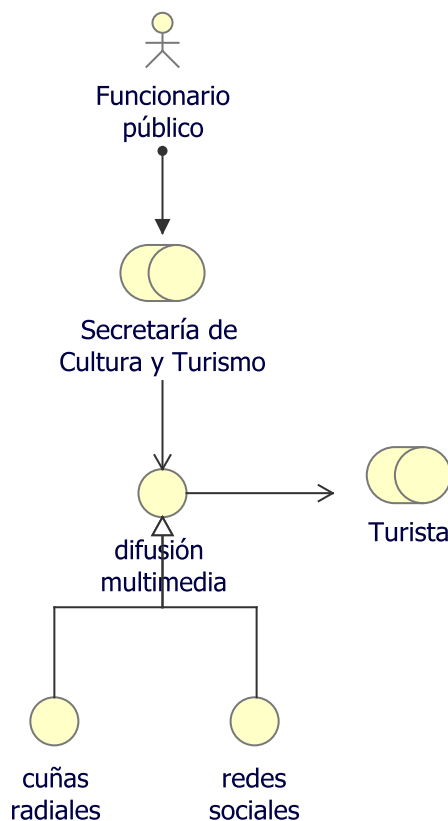 Funcionario
público
Secretaría de
Cultura y Turismo
Turista
difusión
multimedia
cuñas
radiales
redes
sociales